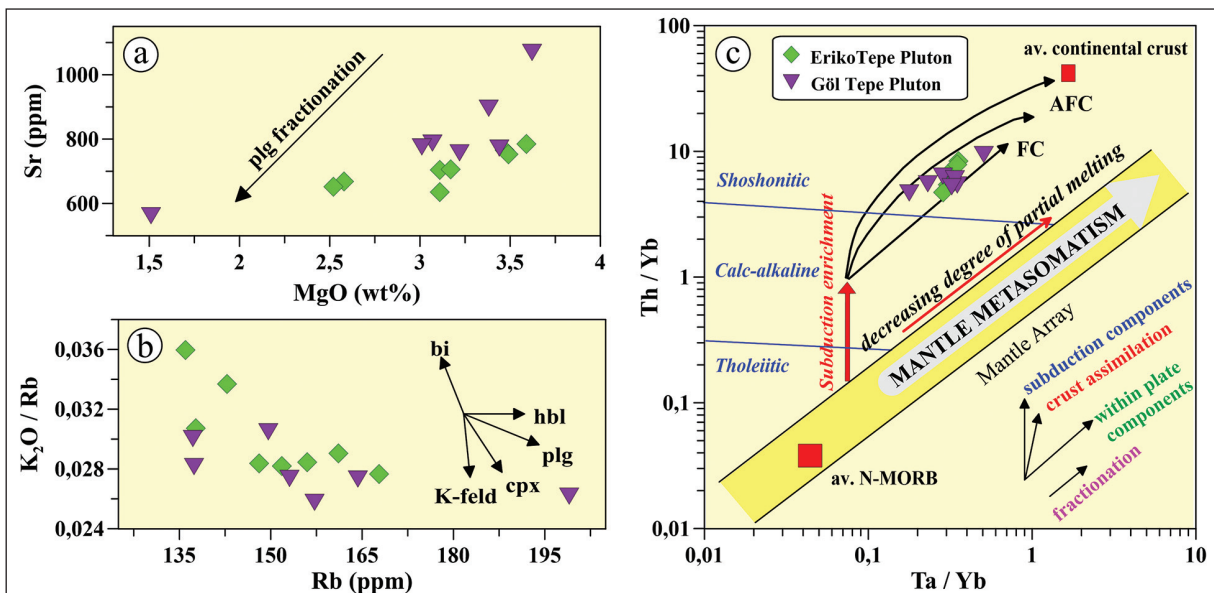 a
plg fractionation
Sr (ppm)
1000
800
600
1,5
2
2,5
3
3,5
4
MgO (wt%)
b
K2O / Rb
0,036
0,032
0,028
0,024
bi
hbl
plg
cpx
K-feld
135
150
165
180
195
Rb (ppm)
c
ErikoTepe Pluton
Göl Tepe Pluton
av. continental crust
AFC
FC
Th / Yb
100
10
1
0,1
0,01
Shoshonitic
Calc-alkaline
Tholeiitic
Subduction enrichment
decreasing degree of partial melting
MANTLE METASOMATISM
Mantle Array
av. N-MORB
subduction components
crust assimilation
within plate
components
fractionation
0,01
0,1
1
10
Ta / Yb